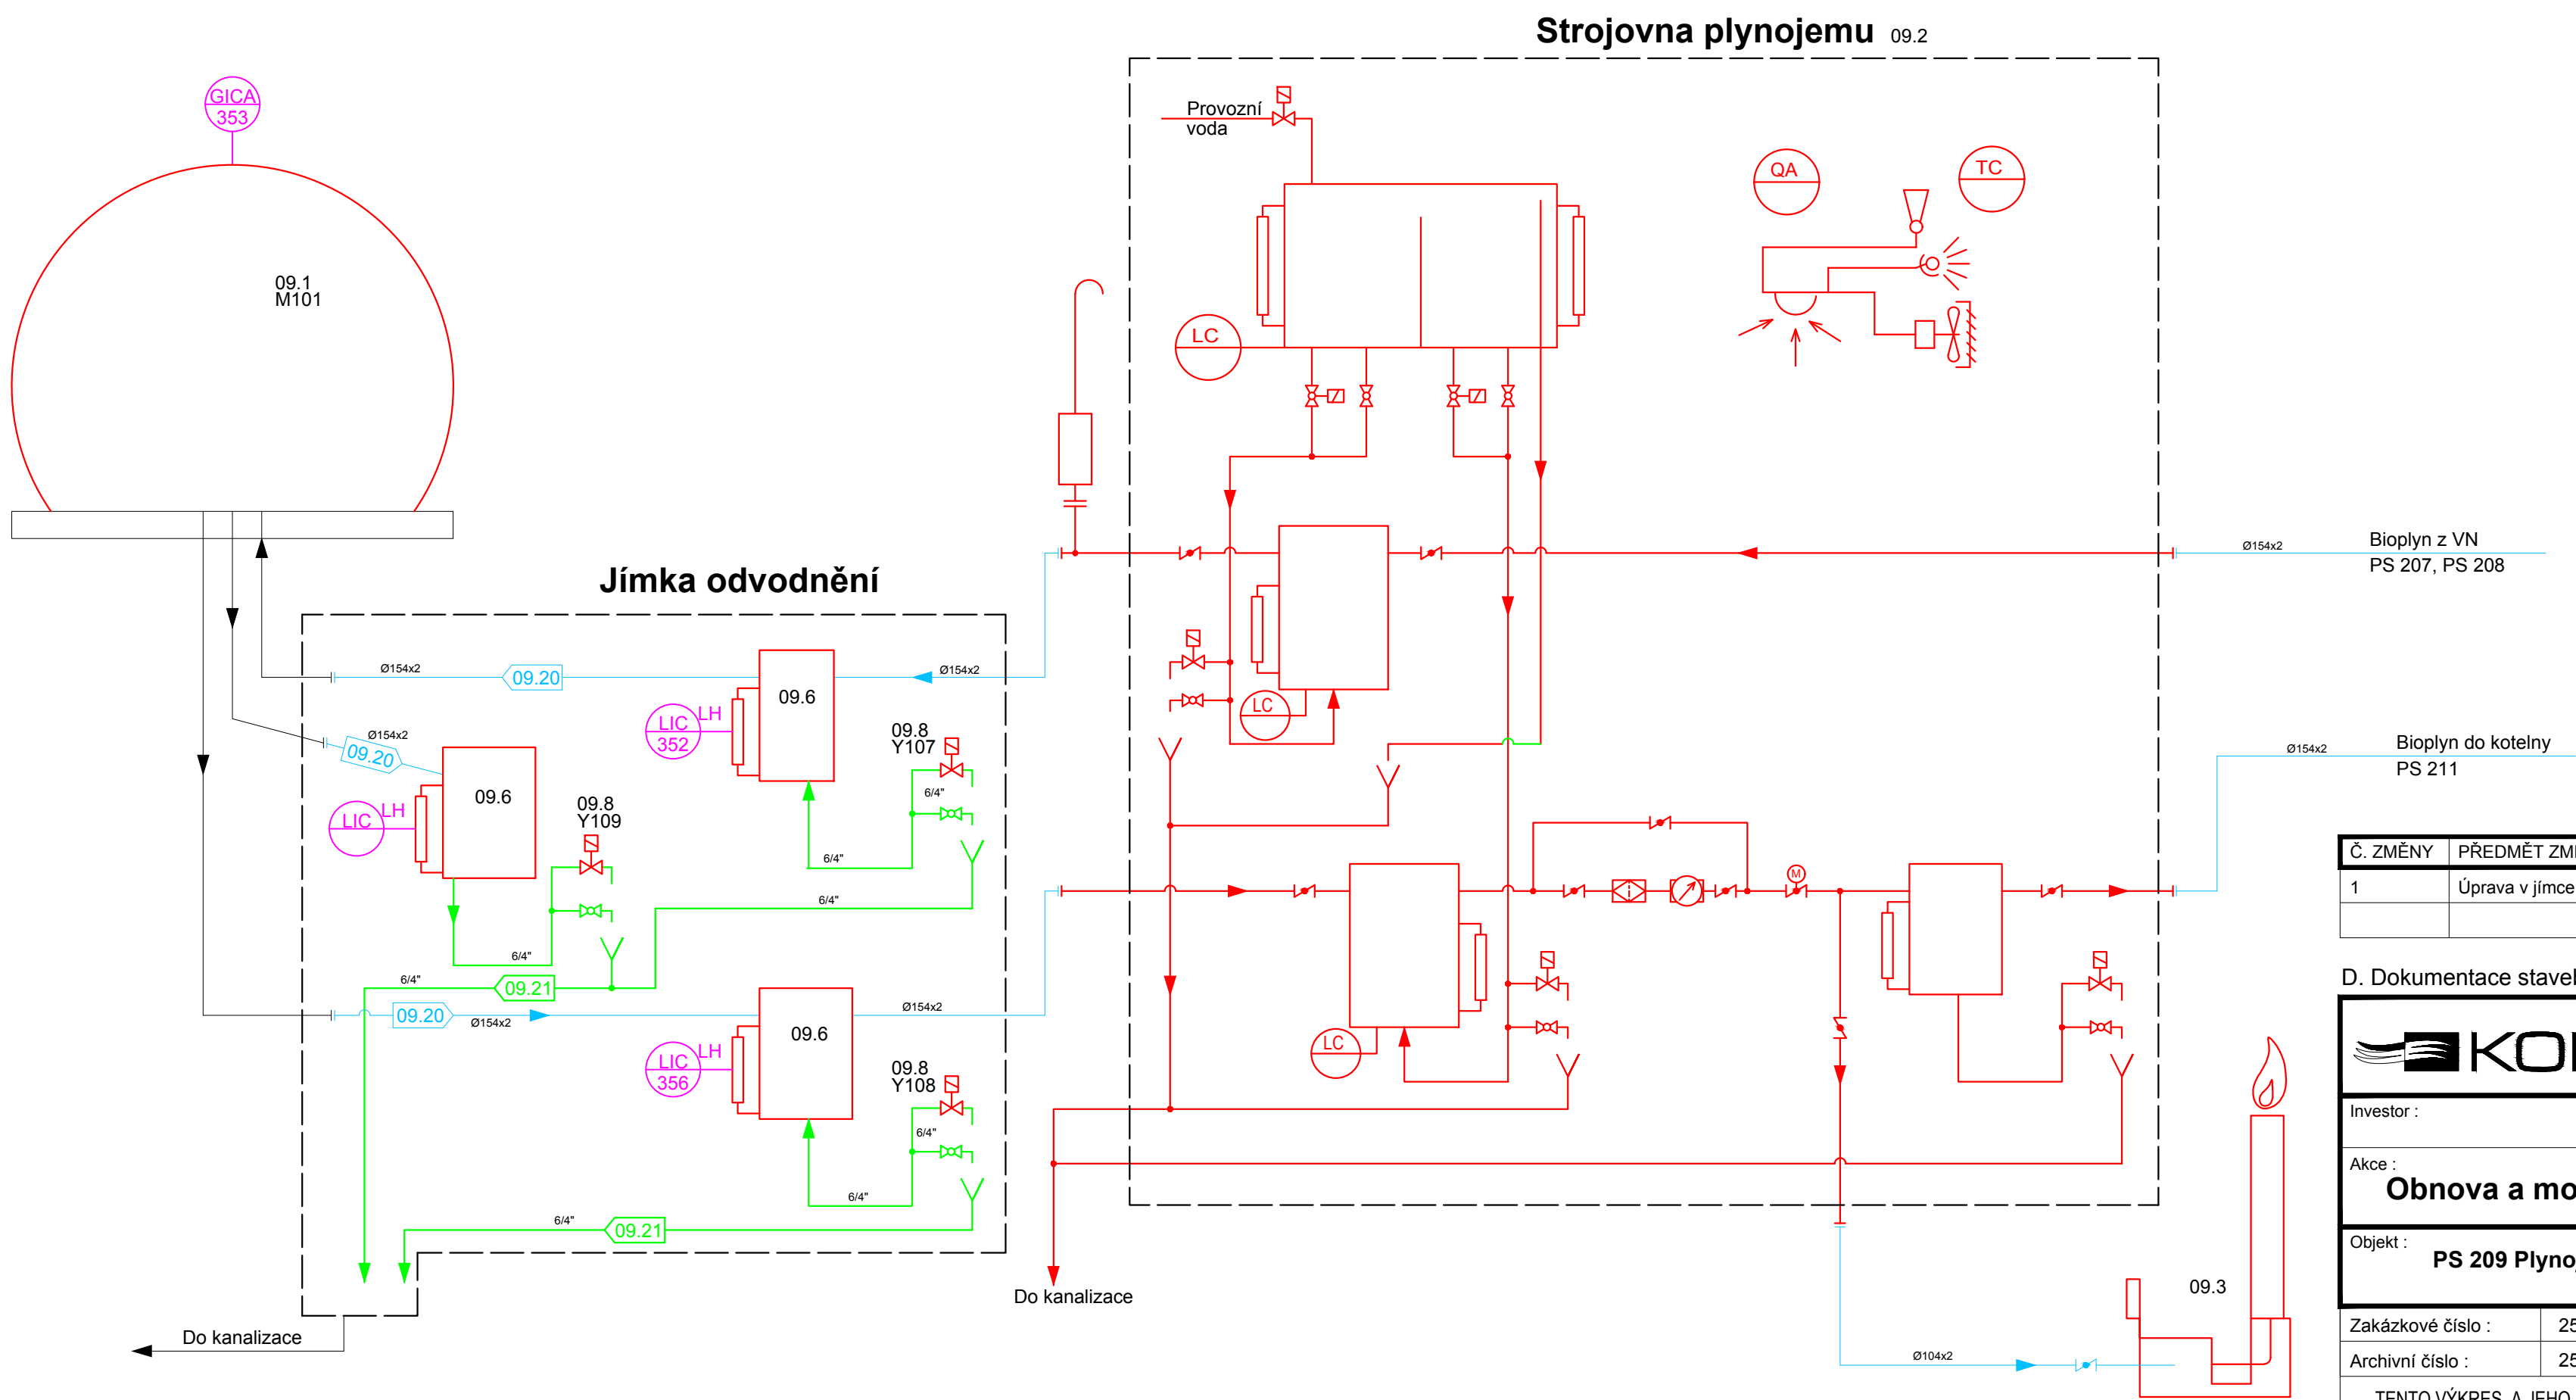 Strojovna plynojemu 09.2
GICA
353
Provozní
voda
QA
TC
09.1
M101
LC
Bioplyn z VN
Ø154x2
PS 207, PS 208
Jímka odvodnění
Ø154x2
09.20
Ø154x2
09.6
LC
LIC
352
LH
09.8
Y107
Ø154x2
09.20
6/4"
Bioplyn do kotelny
Ø154x2
PS 211
09.6
LIC
LH
09.8
Y109
6/4"
Č. ZMĚNY
1
Úprava v jímce
M
6/4"
6/4"
6/4"
09.21
D. Dokumentace
09.20
Ø154x2
Ø154x2
09.6
LIC
356
LH
LC
09.8
Y108
6/4"
6/4"
Investor :
Akce :
Obnova a
6/4"
09.21
Objekt :
PS 209
Do kanalizace
09.3
Do kanalizace
Zakázkové číslo :
Archivní číslo :
Ø104x2
TENTO VÝKRES A JEHO